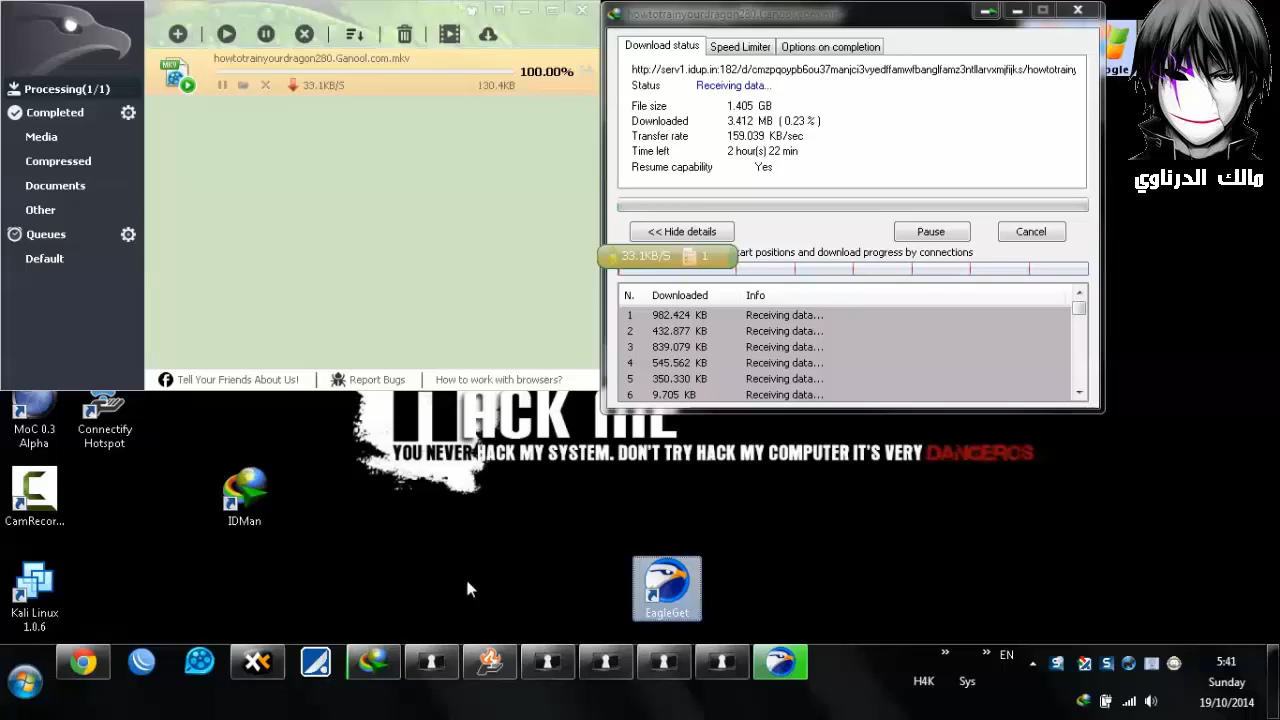 howtotrainyourdragon280.Ganool.com.mkv
100.00%
33.1KB/S
130.4KB
Processing(1/1)
Completed
Media
Compressed
Documents
Other
Queues
Default
Tell Your Friends About Us!
Report Bugs
How to work with browsers?
Download status
Speed Limiter
Options on completion
Status
Receiving data...
File size
1.405 GB
Downloaded
3.412 MB ( 0.23 % )
Transfer rate
159.039 KB/sec
Time left
2 hour(s) 22 min
Resume capability
Yes
<< Hide details
Pause
Cancel
33.1KB/S
1
art positions and download progress by connections
N. Downloaded Info
1 982.424 KB Receiving data...
2 432.877 KB Receiving data...
3 839.079 KB Receiving data...
4 545.562 KB Receiving data...
5 350.330 KB Receiving data...
6 9.705 KB Receiving data...
مالك الدرناوي
MoC 0.3
Alpha
Connectify
Hotspot
HACK ME
YOU NEVER HACK MY SYSTEM. DON'T TRY HACK MY COMPUTER IT'S VERY DANGEROS
CamRecor...
IDMan
Kali Linux
1.0.6
EagleGet
H4K
Sys
EN
5:41
Sunday
19/10/2014